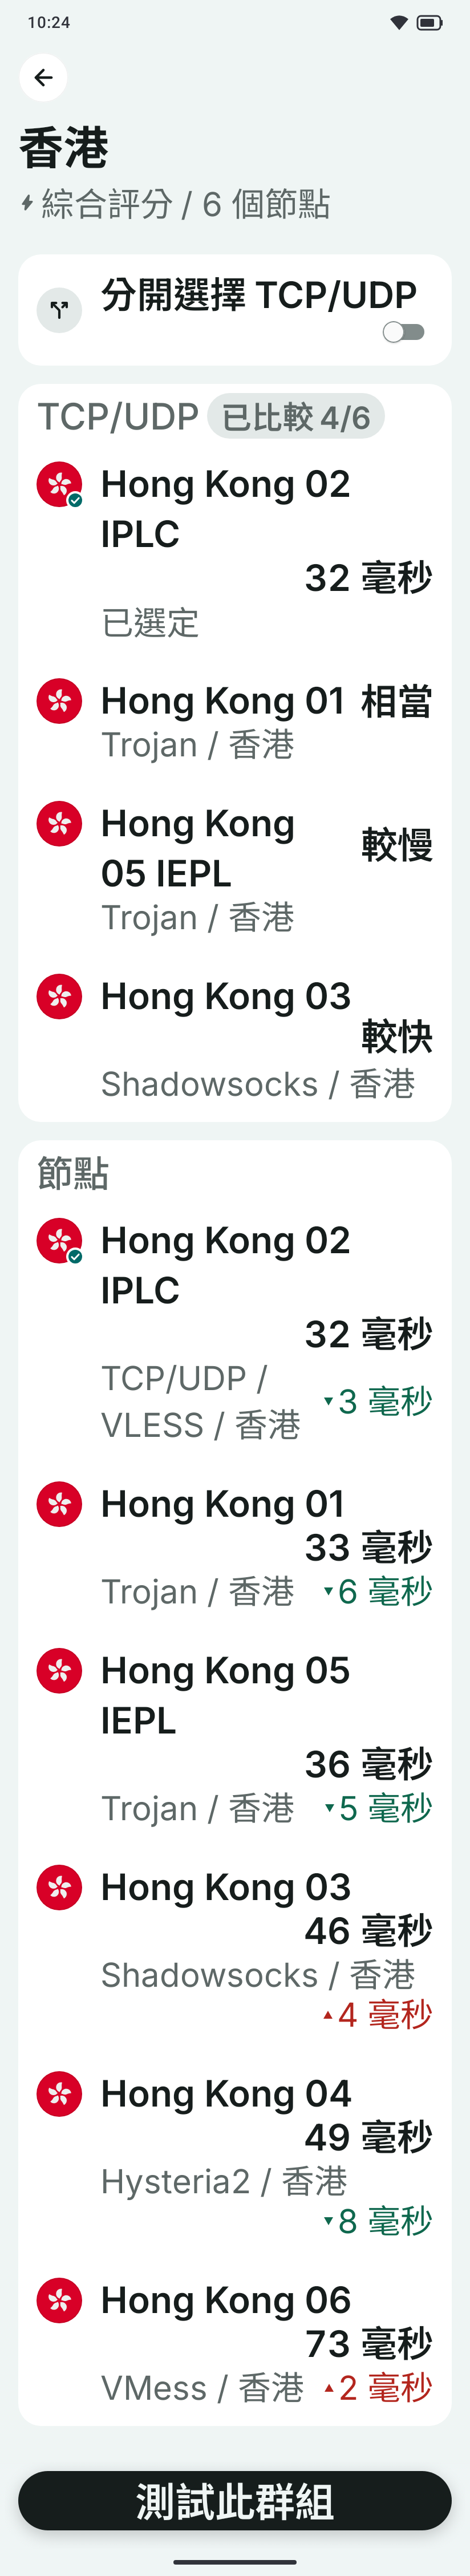 10:24
香港
綜合評分 / 6 個節點
分開選擇 TCP/UDP
TCP/UDP 已比較 4/6
Hong Kong 02
IPLC
32 毫秒
已選定
Hong Kong 01 相當
Trojan / 香港
Hong Kong
05 IEPL
較慢
Trojan / 香港
Hong Kong 03
較快
Shadowsocks / 香港
節點
Hong Kong 02
IPLC
32 毫秒
TCP/UDP /
VLESS / 香港
▼3 毫秒
Hong Kong 01
33 毫秒
Trojan / 香港 ▼6 毫秒
Hong Kong 05
IEPL
36 毫秒
Trojan / 香港 ▼5 毫秒
Hong Kong 03
46 毫秒
Shadowsocks / 香港
▲4 毫秒
Hong Kong 04
49 毫秒
Hysteria2 / 香港
▼8 毫秒
Hong Kong 06
73 毫秒
VMess / 香港 ▲2 毫秒
測試此群組